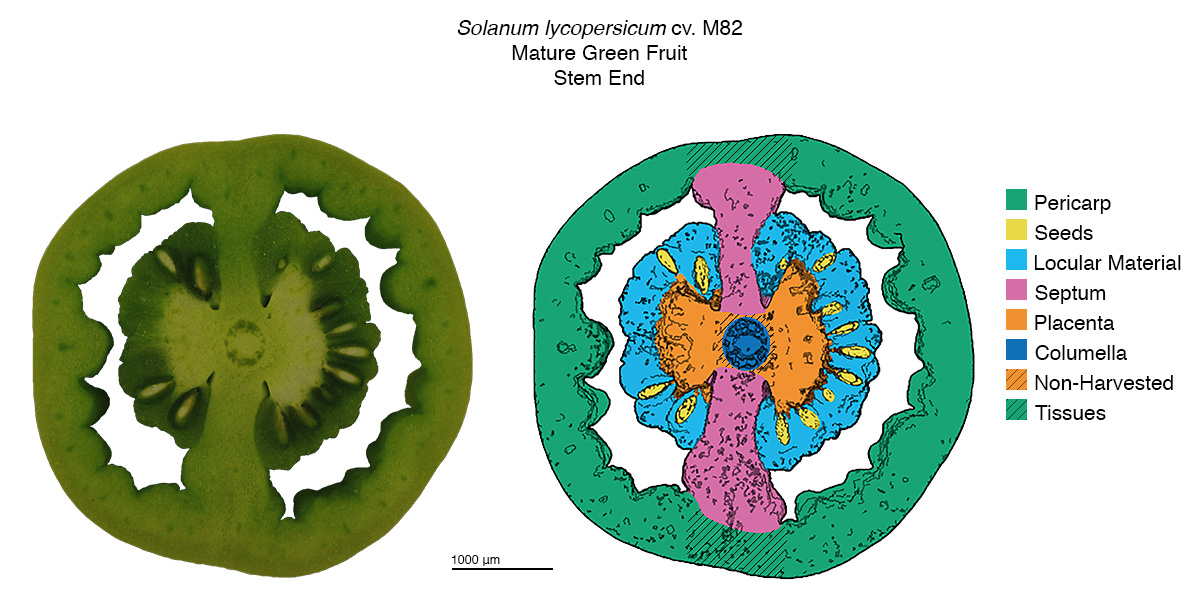 Solanum lycopersicum cv. M82
Mature Green Fruit
Stem End
Pericarp
Seeds
Locular Material
Septum
Placenta
Columella
Non-Harvested
Tissues
1000 µm